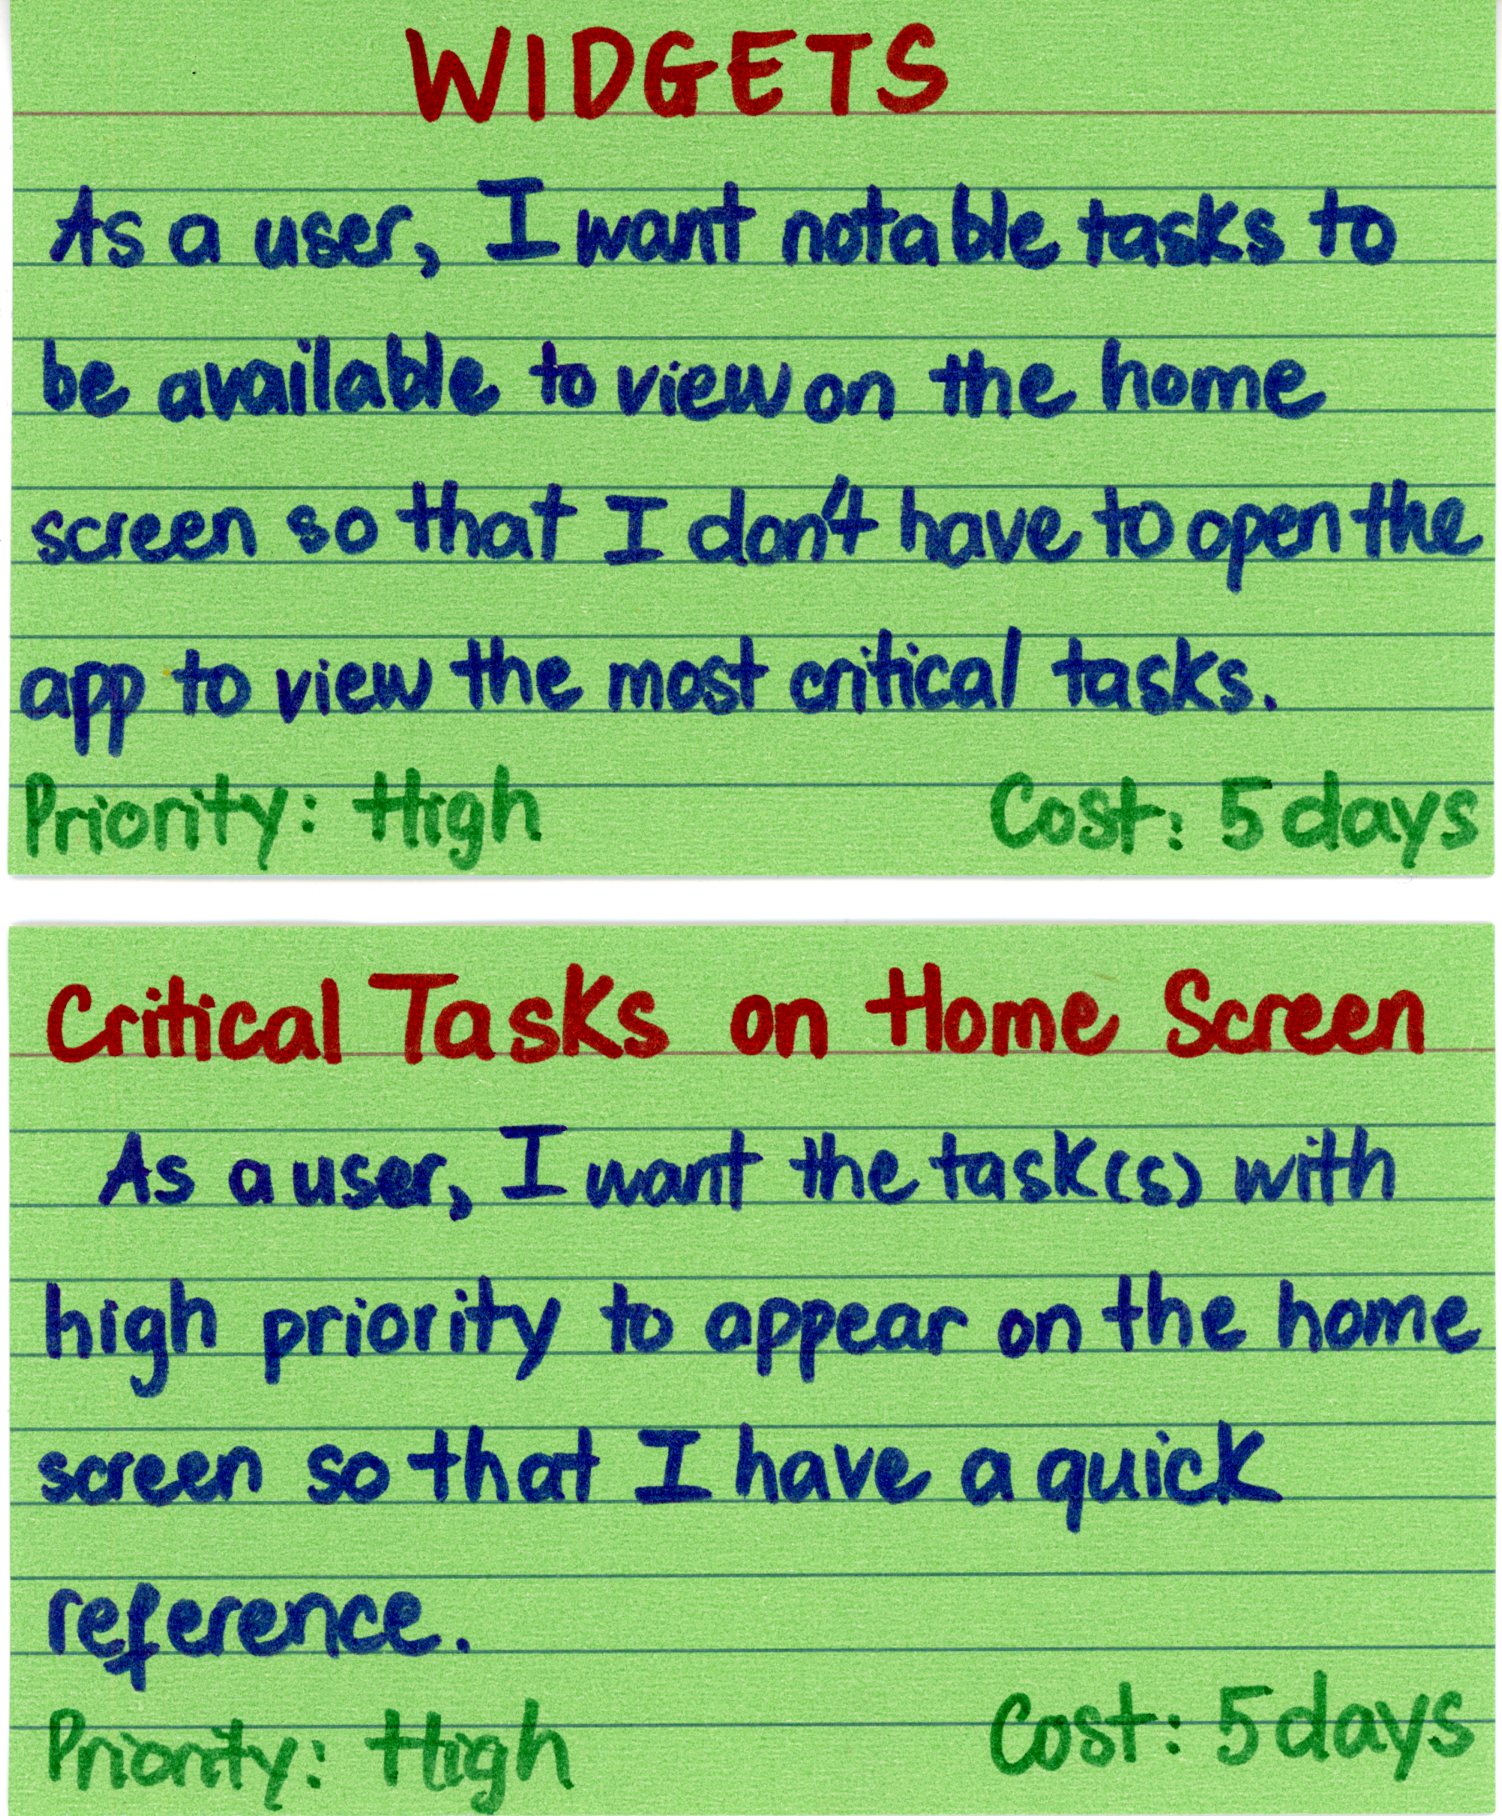 WIDGETS
As a user, I want notable tasks to
be available to view on the home
screen so that I don't have to open the
app to view the most critical tasks.
Priority: High
Cost: 5 days
Critical Tasks on Home Screen
As a user, I want the task(s) with
high priority to appear on the home
screen so that I have a quick
reference.
Priority: High
Cost: 5 days